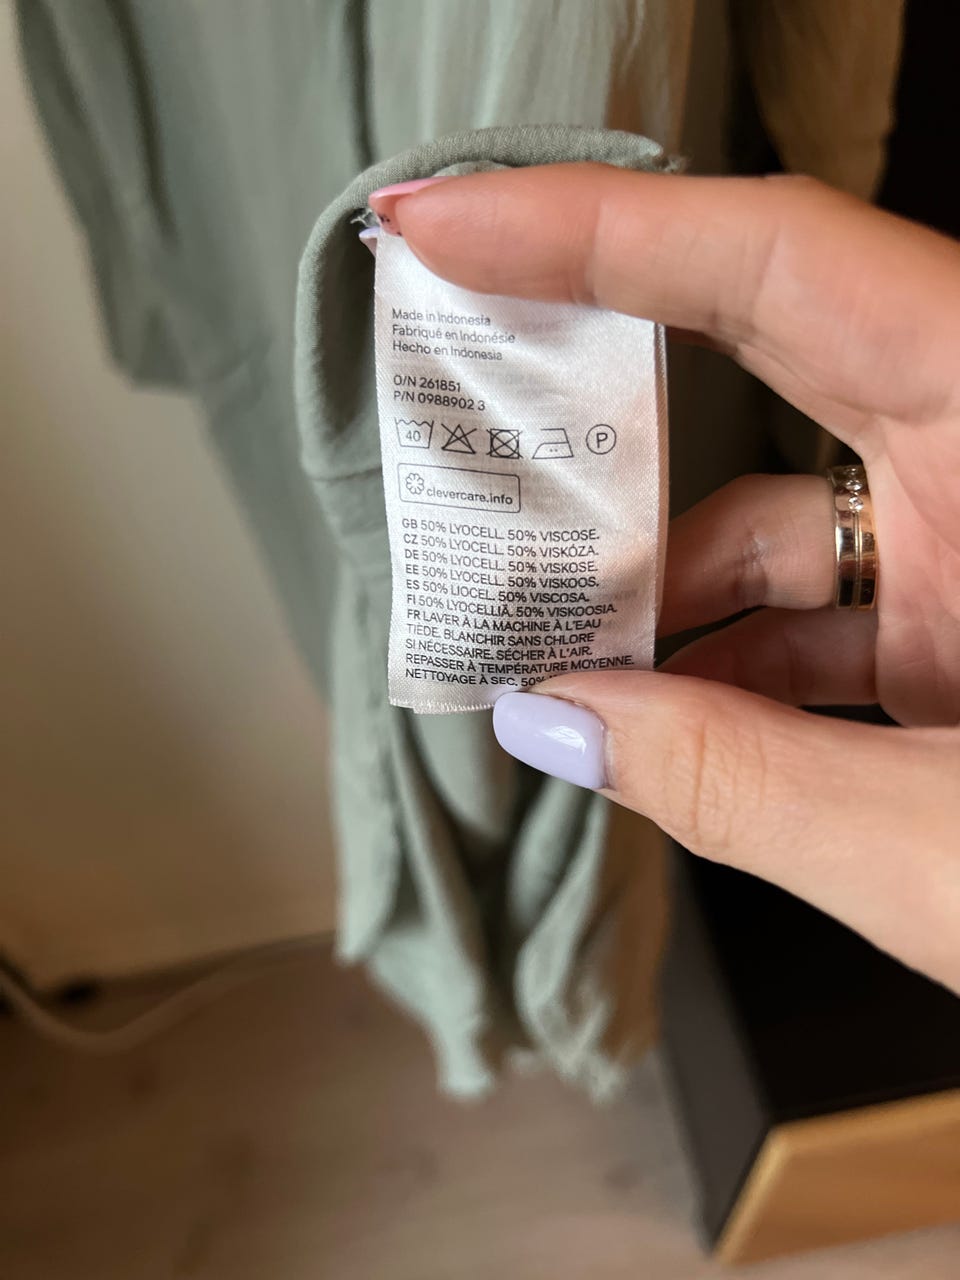 Made in Indonesia
Fabriqué en Indonésie
Hecho en Indonesia
O/N 261851
P/N 0988902 3
40
P
clevercare.info
GB 50% LYOCELL. 50% VISCOSE.
CZ 50% LYOCELL. 50% VISKÓZA.
DE 50% LYOCELL. 50% VISKOSE.
EE 50% LYOCELL. 50% VISKOOS.
ES 50% LIOCEL. 50% VISCOSA.
FI 50% LYOCELLIÄ. 50% VISKOOSIA.
FR LAVER À LA MACHINE À L'EAU
TIÈDE. BLANCHIR SANS CHLORE
SI NÉCESSAIRE. SÉCHER À L'AIR.
REPASSER À TEMPÉRATURE MOYENNE.
NETTOYAGE À SEC. 50%